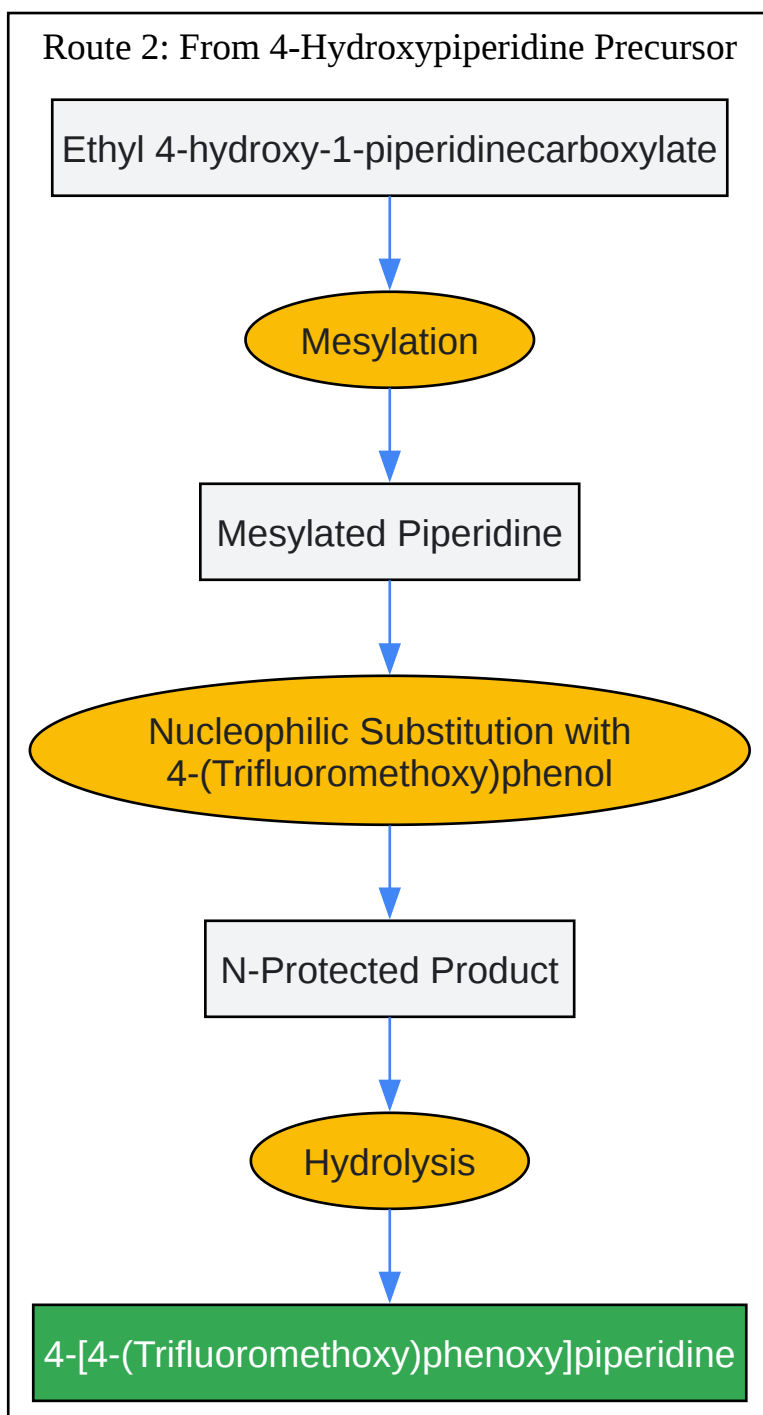 Route 2: From 4-Hydroxypiperidine Precursor
Ethyl 4-hydroxy-1-piperidinecarboxylate
Mesylation
Mesylated Piperidine
Nucleophilic Substitution with
4-(Trifluoromethoxy)phenol
N-Protected Product
Hydrolysis
4-[4-(Trifluoromethoxy)phenoxy]piperidine